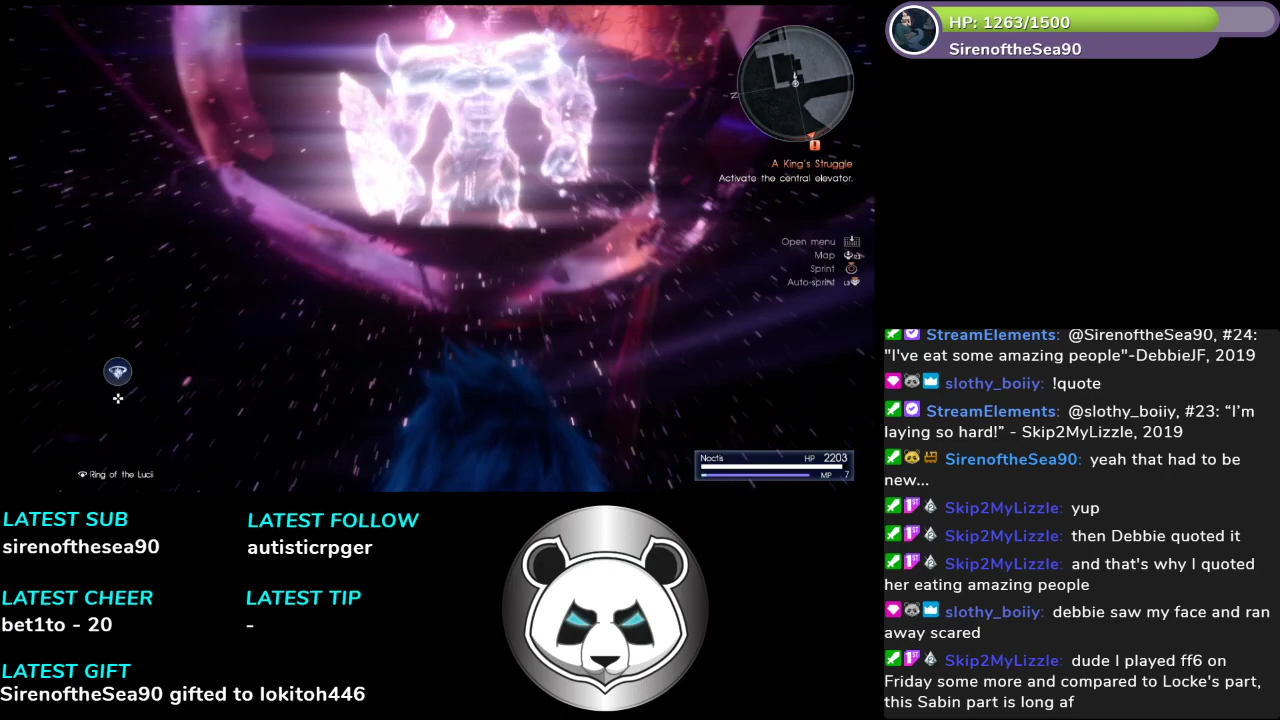 HP: 1263/1500
SirenoftheSea90
N
A King's Struggle
Activate the central elevator.
Open menu
Map
Sprint
Auto-sprint
Ring of the Lucii
Noctis HP 2203
MP 7
LATEST SUB
sirenofthesea90
LATEST FOLLOW
autisticrpger
LATEST CHEER
bet1to - 20
LATEST TIP
-
LATEST GIFT
SirenoftheSea90 gifted to lokitoh446
StreamElements: @SirenoftheSea90, #24:
"I've eat some amazing people"-DebbieJF, 2019
slothy_boiiy: !quote
StreamElements: @slothy_boiiy, #23: “I’m
laying so hard!” - Skip2MyLizzle, 2019
SirenoftheSea90: yeah that had to be
new...
Skip2MyLizzle: yup
Skip2MyLizzle: then Debbie quoted it
Skip2MyLizzle: and that's why I quoted
her eating amazing people
slothy_boiiy: debbie saw my face and ran
away scared
Skip2MyLizzle: dude I played ff6 on
Friday some more and compared to Locke's part,
this Sabin part is long af